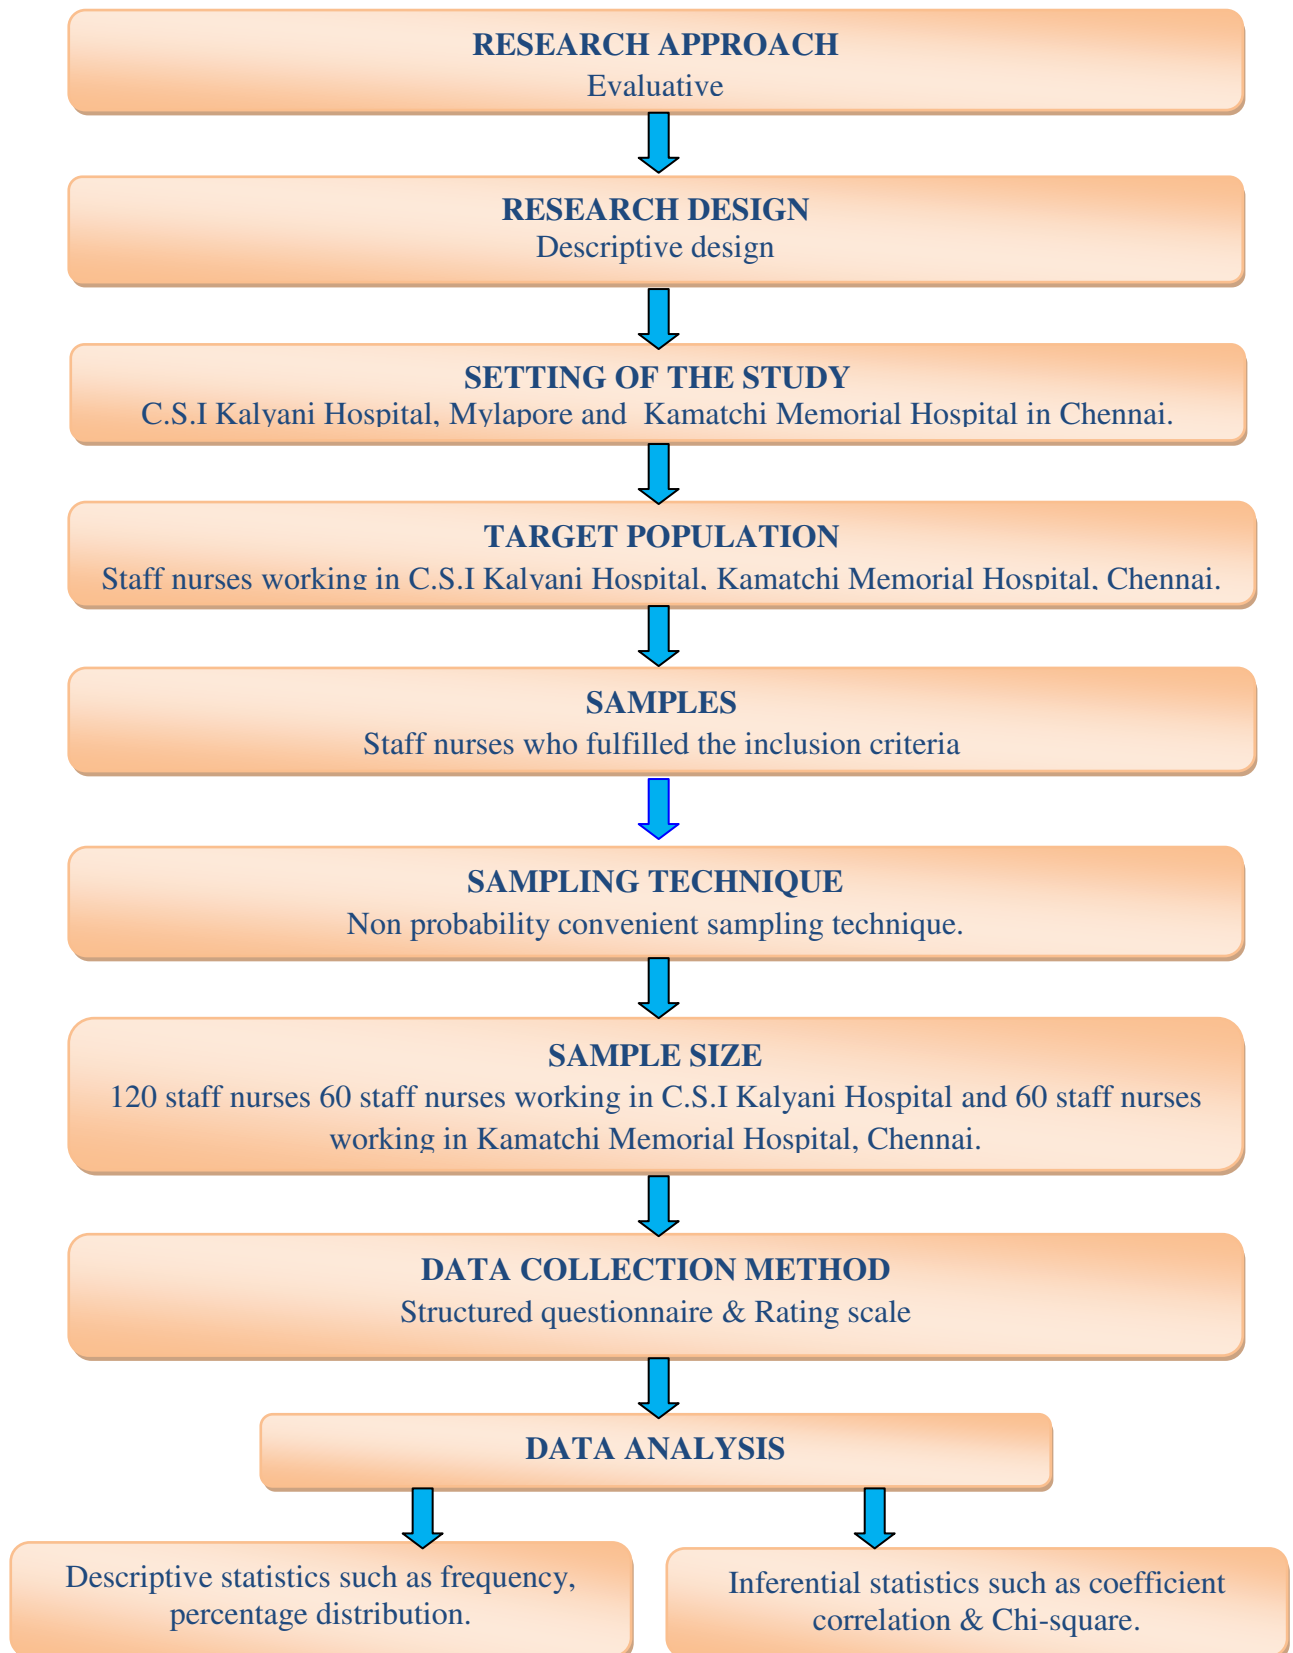 RESEARCH APPROACH
Evaluative
RESEARCH DESIGN
Descriptive design
SETTING OF THE STUDY
C.S.I Kalyani Hospital, Mylapore and  Kamatchi Memorial Hospital in Chennai.
TARGET POPULATION
Staff nurses working in C.S.I Kalyani Hospital, Kamatchi Memorial Hospital, Chennai.
SAMPLES
Staff nurses who fulfilled the inclusion criteria
SAMPLING TECHNIQUE
Non probability convenient sampling technique.
SAMPLE SIZE
120 staff nurses 60 staff nurses working in C.S.I Kalyani Hospital and 60 staff nurses
working in Kamatchi Memorial Hospital, Chennai.
DATA COLLECTION METHOD
Structured questionnaire & Rating scale
DATA ANALYSIS
Descriptive statistics such as frequency,
percentage distribution.
Inferential statistics such as coefficient
correlation & Chi-square.